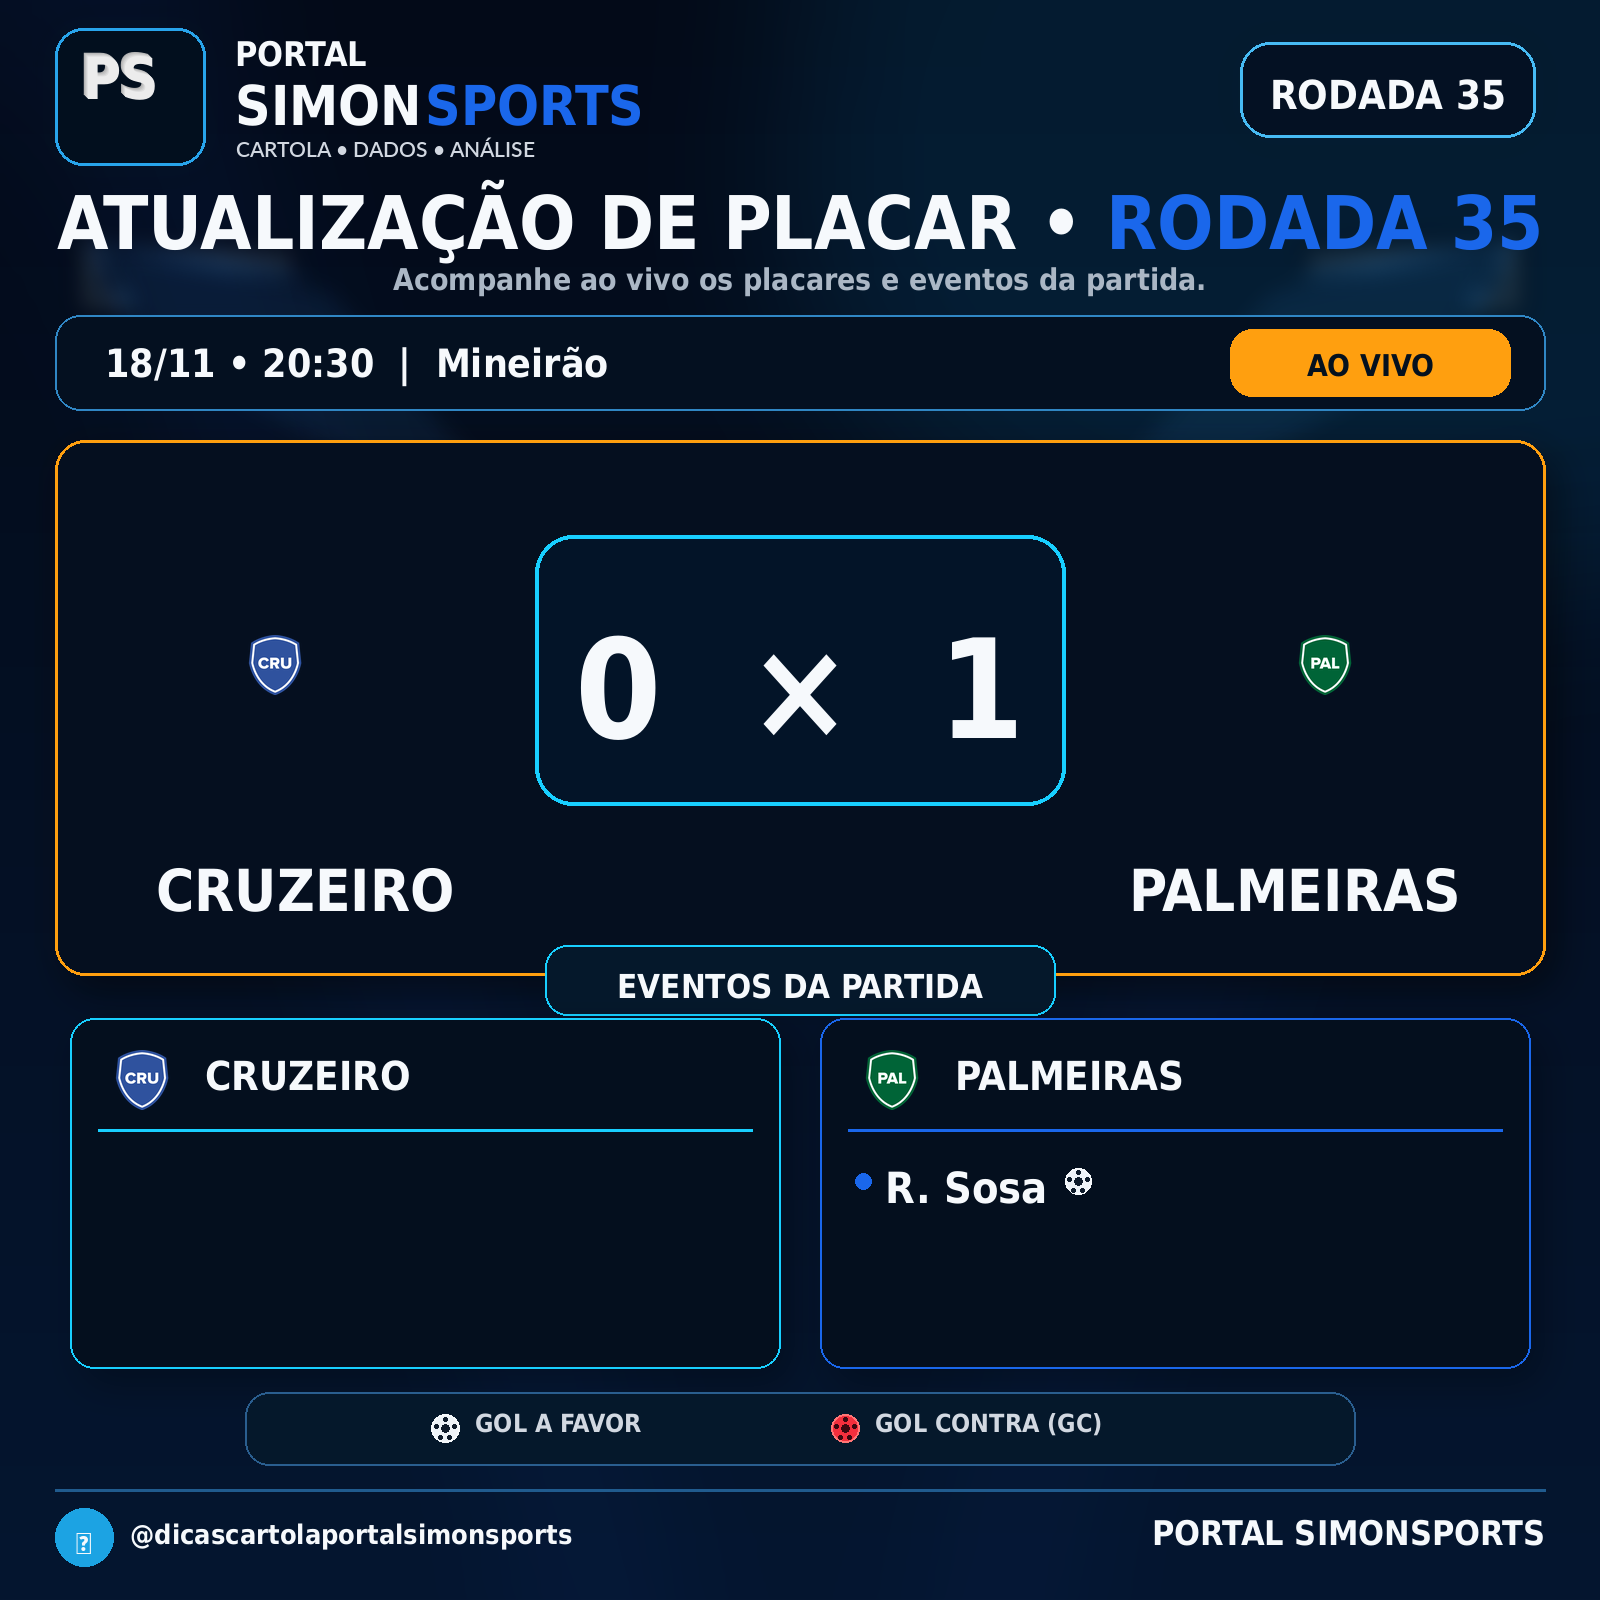 PS
PORTAL
SIMONSPORTS
CARTOLA • DADOS • ANÁLISE
RODADA 35
ATUALIZAÇÃO DE PLACAR • RODADA 35
Acompanhe ao vivo os placares e eventos da partida.
18/11 • 20:30 | Mineirão
AO VIVO
0 × 1
CRU
PAL
CRUZEIRO
PALMEIRAS
EVENTOS DA PARTIDA
CRU CRUZEIRO
PAL PALMEIRAS
• R. Sosa
GOL A FAVOR
GOL CONTRA (GC)
@dicascartolaportalsimonsports
PORTAL SIMONSPORTS